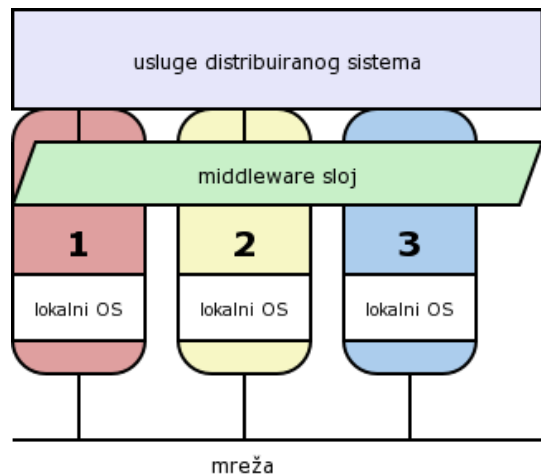 usluge distribuiranog sistema
middleware sloj
1 2 3
lokalni OS lokalni OS lokalni OS
mreža